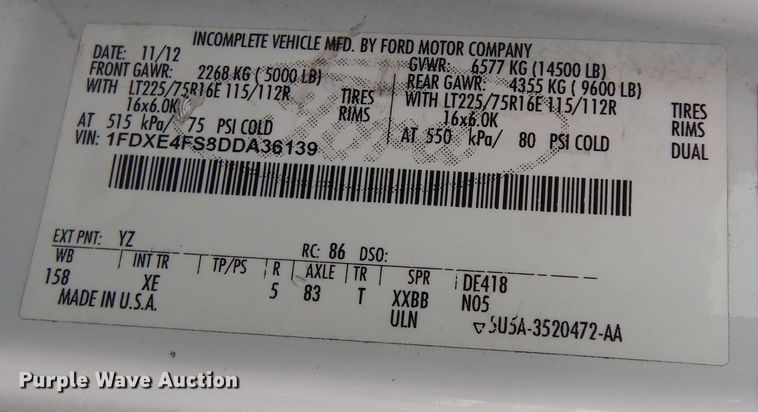 INCOMPLETE VEHICLE MFD. BY FORD MOTOR COMPANY
DATE: 11/12 GVWR: 6577 KG (14500 LB)
FRONT GAWR: 2268 KG ( 5000 LB) REAR GAWR: 4355 KG ( 9600 LB)
WITH LT225/75R16E 115/112R TIRES WITH LT225/75R16E 115/112R TIRES
16x6.0K RIMS 16x6.0K RIMS
AT 515 kPa/ 75 PSI COLD AT 550 kPa/ 80 PSI COLD DUAL
VIN: 1FDXE4FS8DDA36139
EXT PNT: YZ RC: 86 DSO:
WB INT TR TP/PS R AXLE TR SPR DE418
158 XE 5 83 T XXBB N05
MADE IN U.S.A. ULN ▽5U5A-3520472-AA
Purple Wave Auction